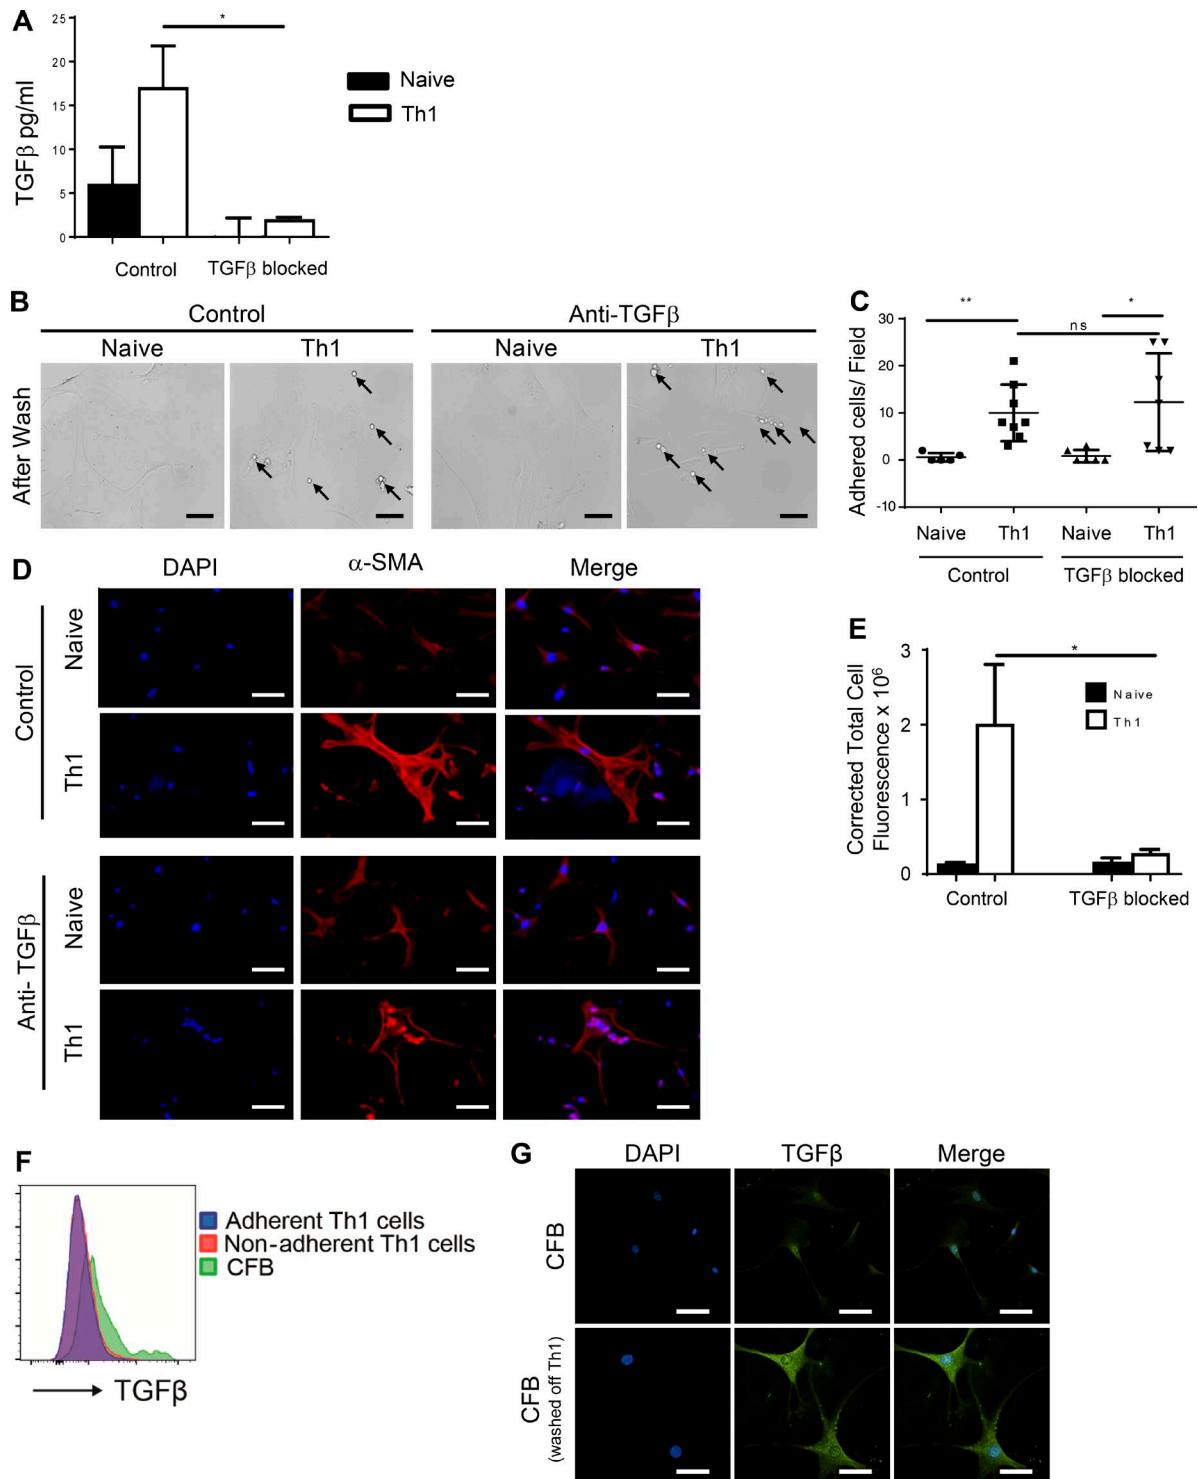 A
TGFβ pg/ml
25
20
15
10
5
0
*
Control
TGFβ blocked
Naive
Th1
B
Control
Anti-TGFβ
Naive
Th1
Naive
Th1
After Wash
C
Adhered cells/ Field
30
20
10
0
-10
**
ns
*
Naive
Th1
Naive
Th1
Control
TGFβ blocked
D
DAPI
α-SMA
Merge
Control
Naive
Th1
Anti- TGFβ
Naive
Th1
E
Corrected Total Cell
Fluorescence x 10⁶
3
2
1
0
*
Naive
Th1
Control
TGFβ blocked
F
Adherent Th1 cells
Non-adherent Th1 cells
CFB
TGFβ
G
DAPI
TGFβ
Merge
CFB
CFB
(washed off Th1)